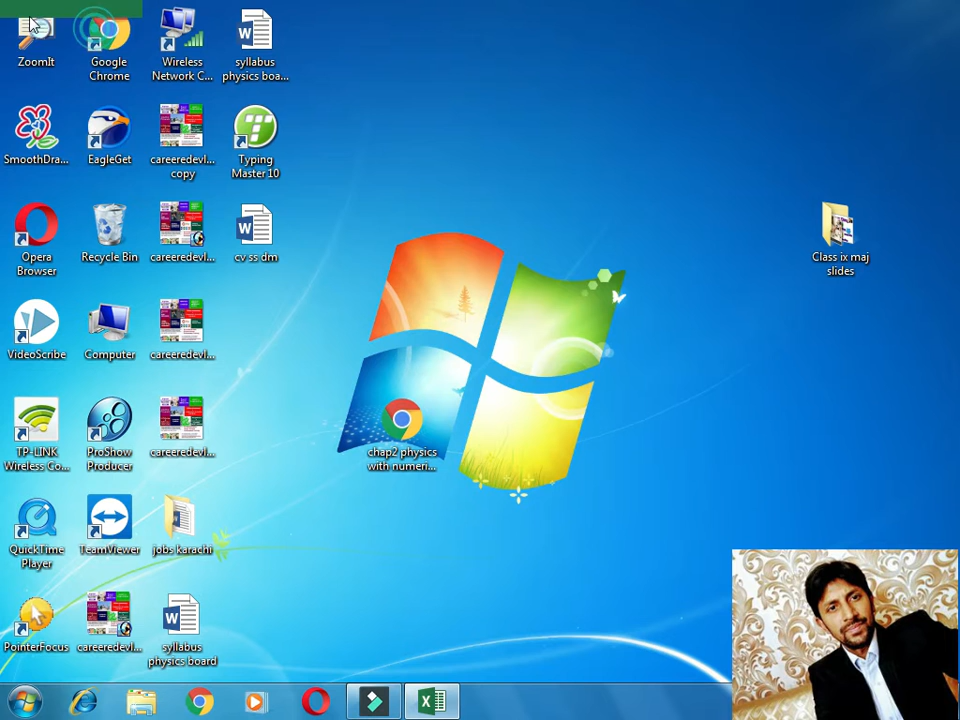 ZoomIt
Google
Chrome
Wireless
Network C...
syllabus
physics boa...
SmoothDra...
EagleGet
careeredevl...
copy
Typing
Master 10
Opera
Browser
Recycle Bin
careeredevl...
cv ss dm
Class ix maj
slides
VideoScribe
Computer
careeredevl...
TP-LINK
Wireless Co...
ProShow
Producer
careeredevl...
chap2 physics
with numeri...
QuickTime
Player
TeamViewer
jobs karachi
PointerFocus
careeredevl...
syllabus
physics board